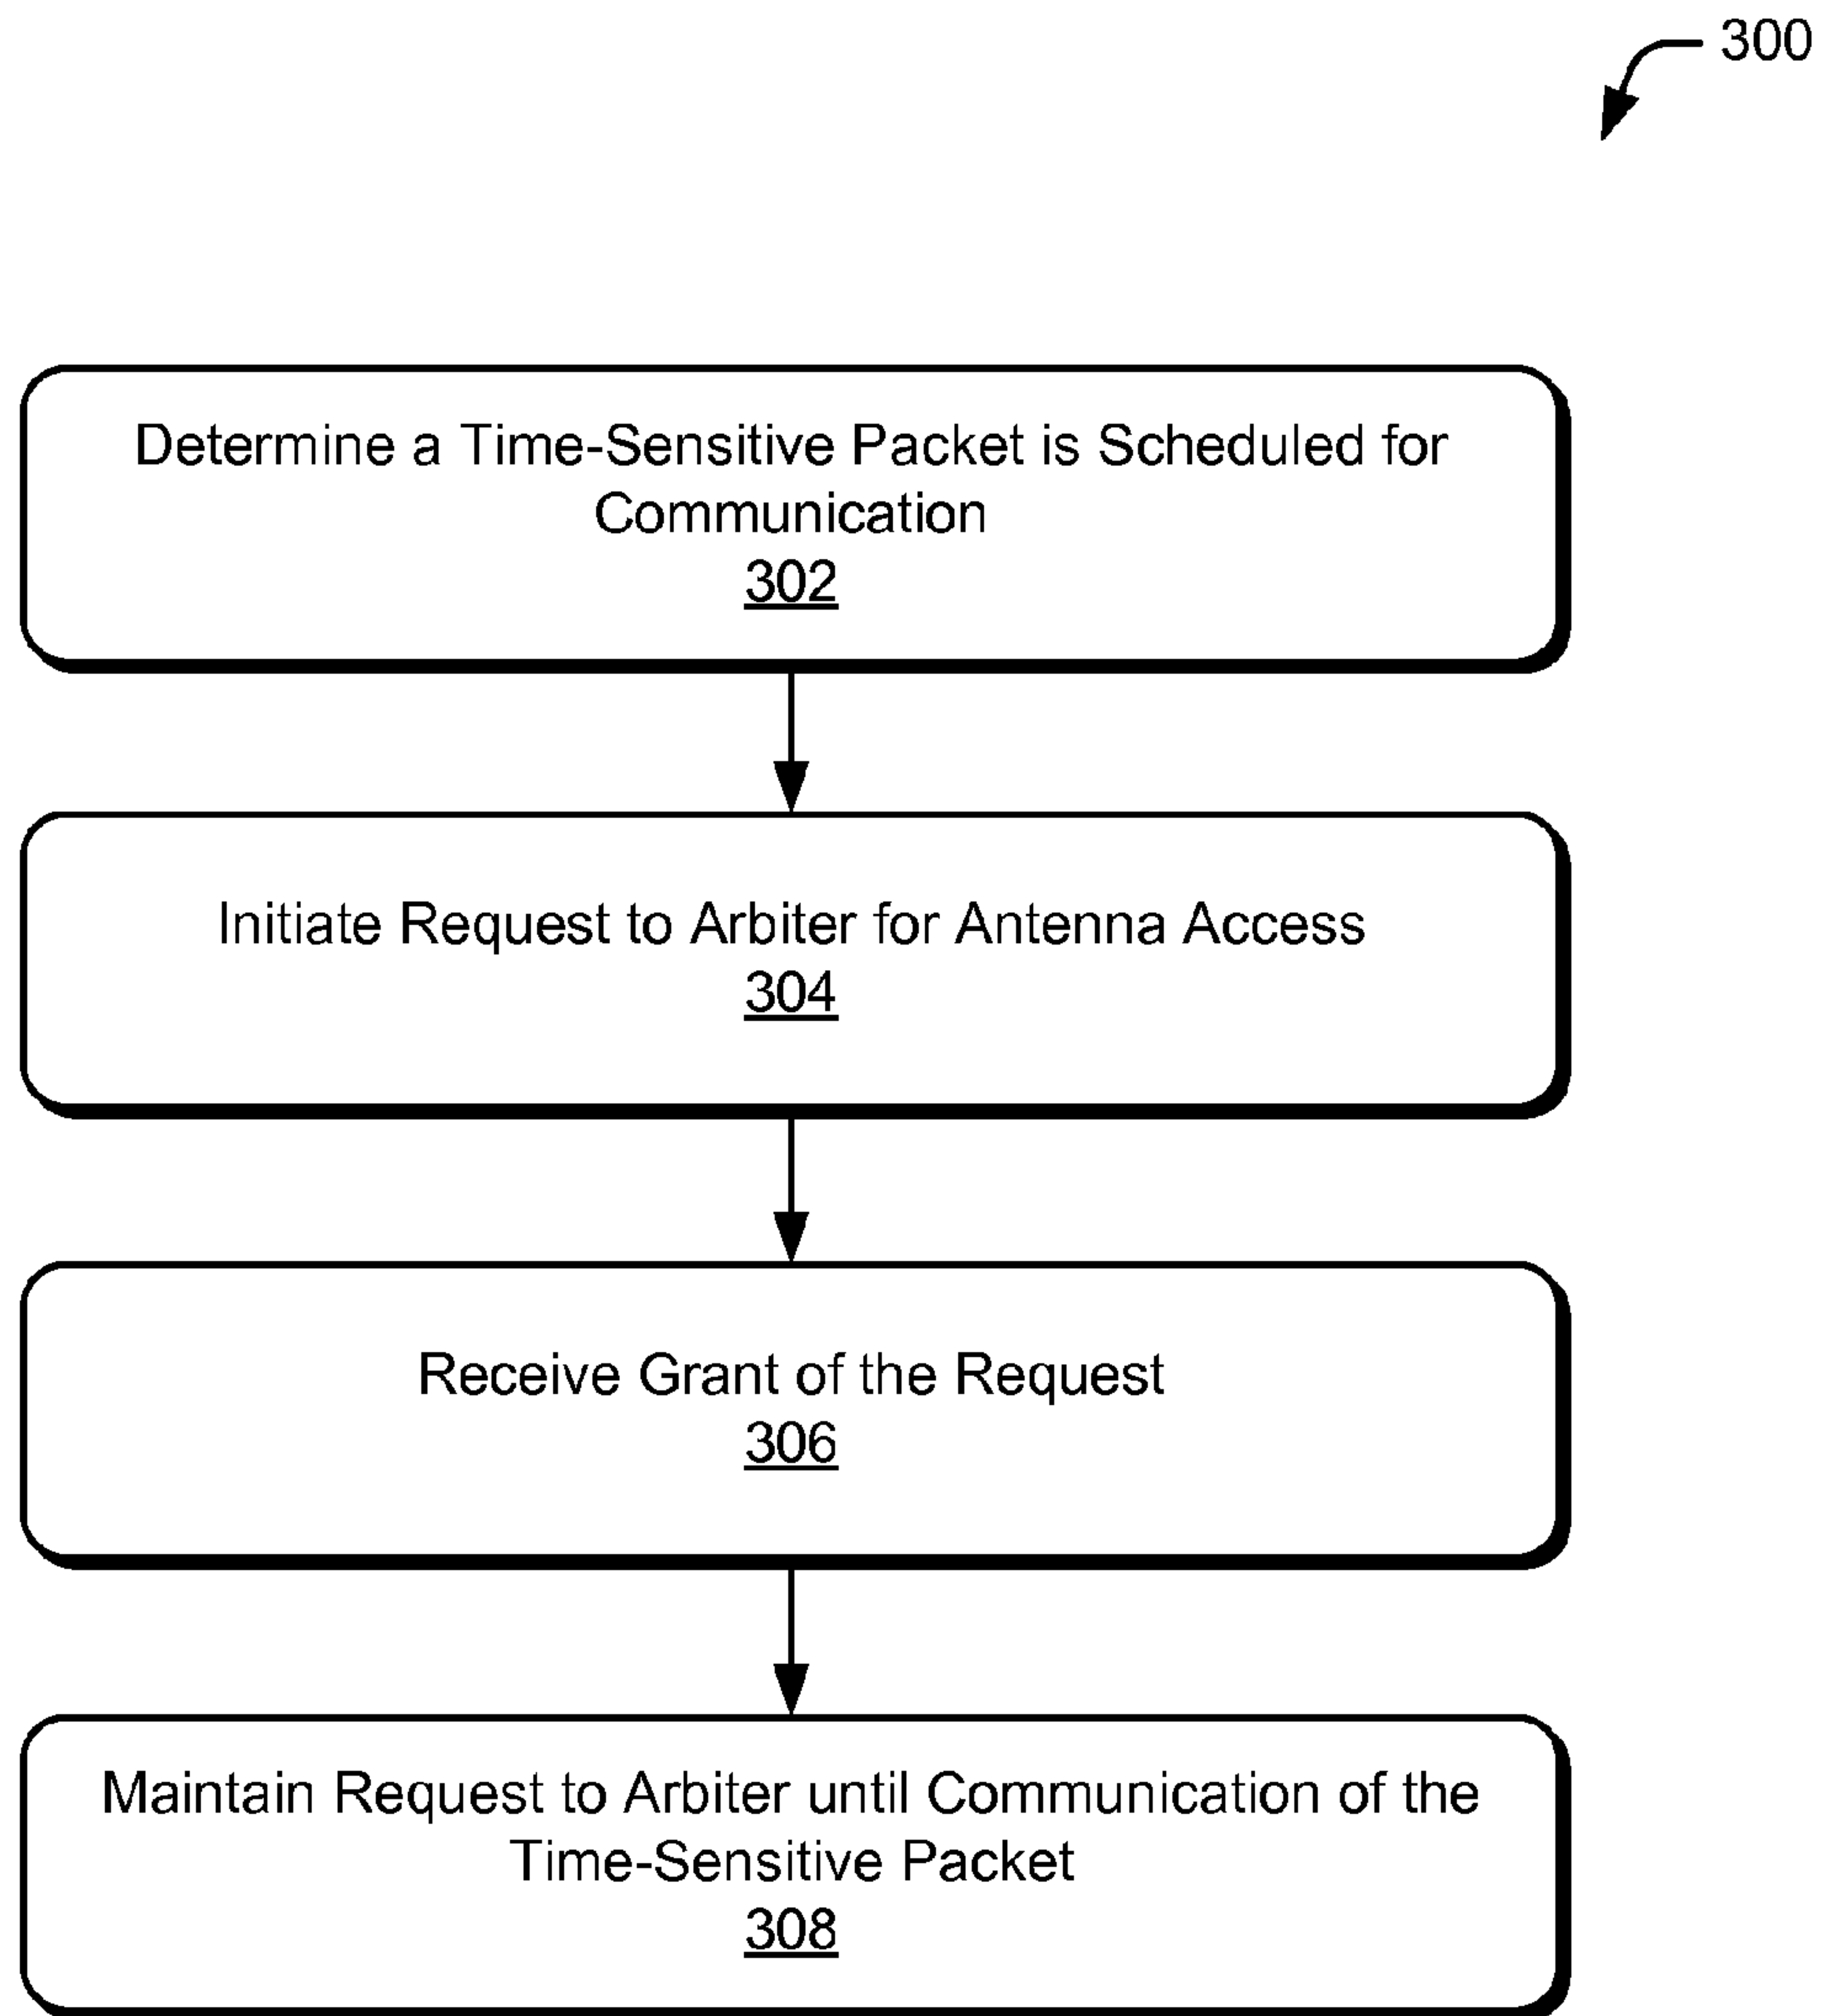 300
Determine a Time-Sensitive Packet is Scheduled for
Communication
302
Initiate Request to Arbiter for Antenna Access
304
Receive Grant of the Request
306
Maintain Request to Arbiter until Communication of the
Time-Sensitive Packet
308